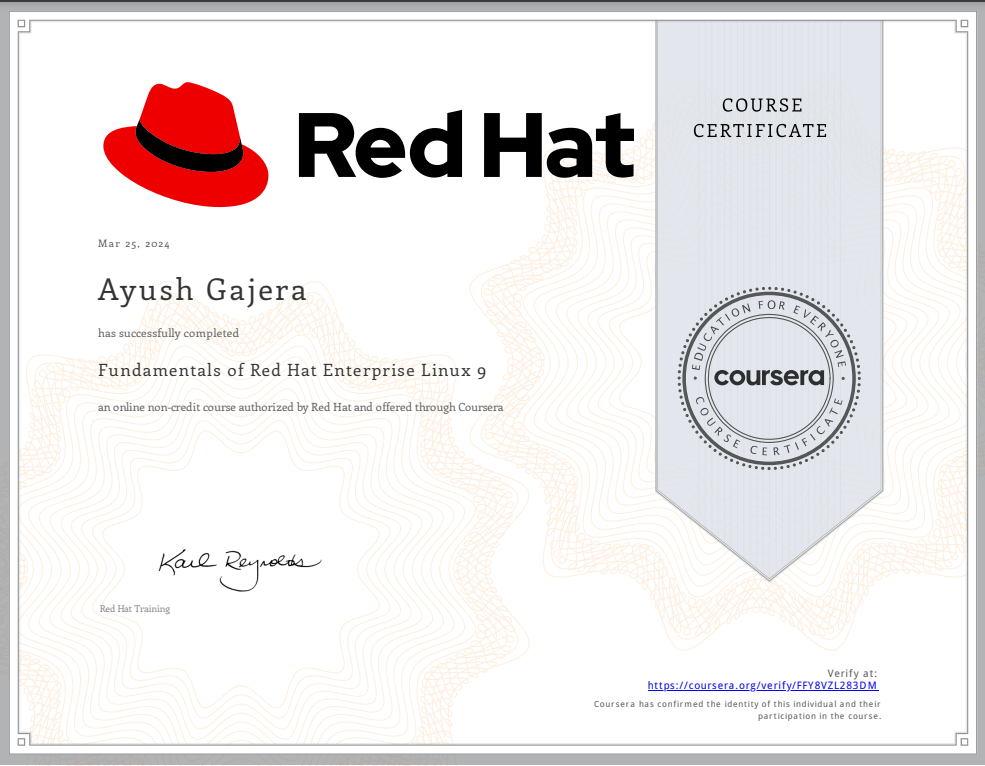 Red Hat
COURSE
CERTIFICATE
Mar 25, 2024
Ayush Gajera
has successfully completed
Fundamentals of Red Hat Enterprise Linux 9
an online non-credit course authorized by Red Hat and offered through Coursera
EDUCATION FOR EVERYONE
coursera
COURSE CERTIFICATE
Karl Reynolds
Red Hat Training
Verify at:
https://coursera.org/verify/FFY8VZL283DM
Coursera has confirmed the identity of this individual and their
participation in the course.